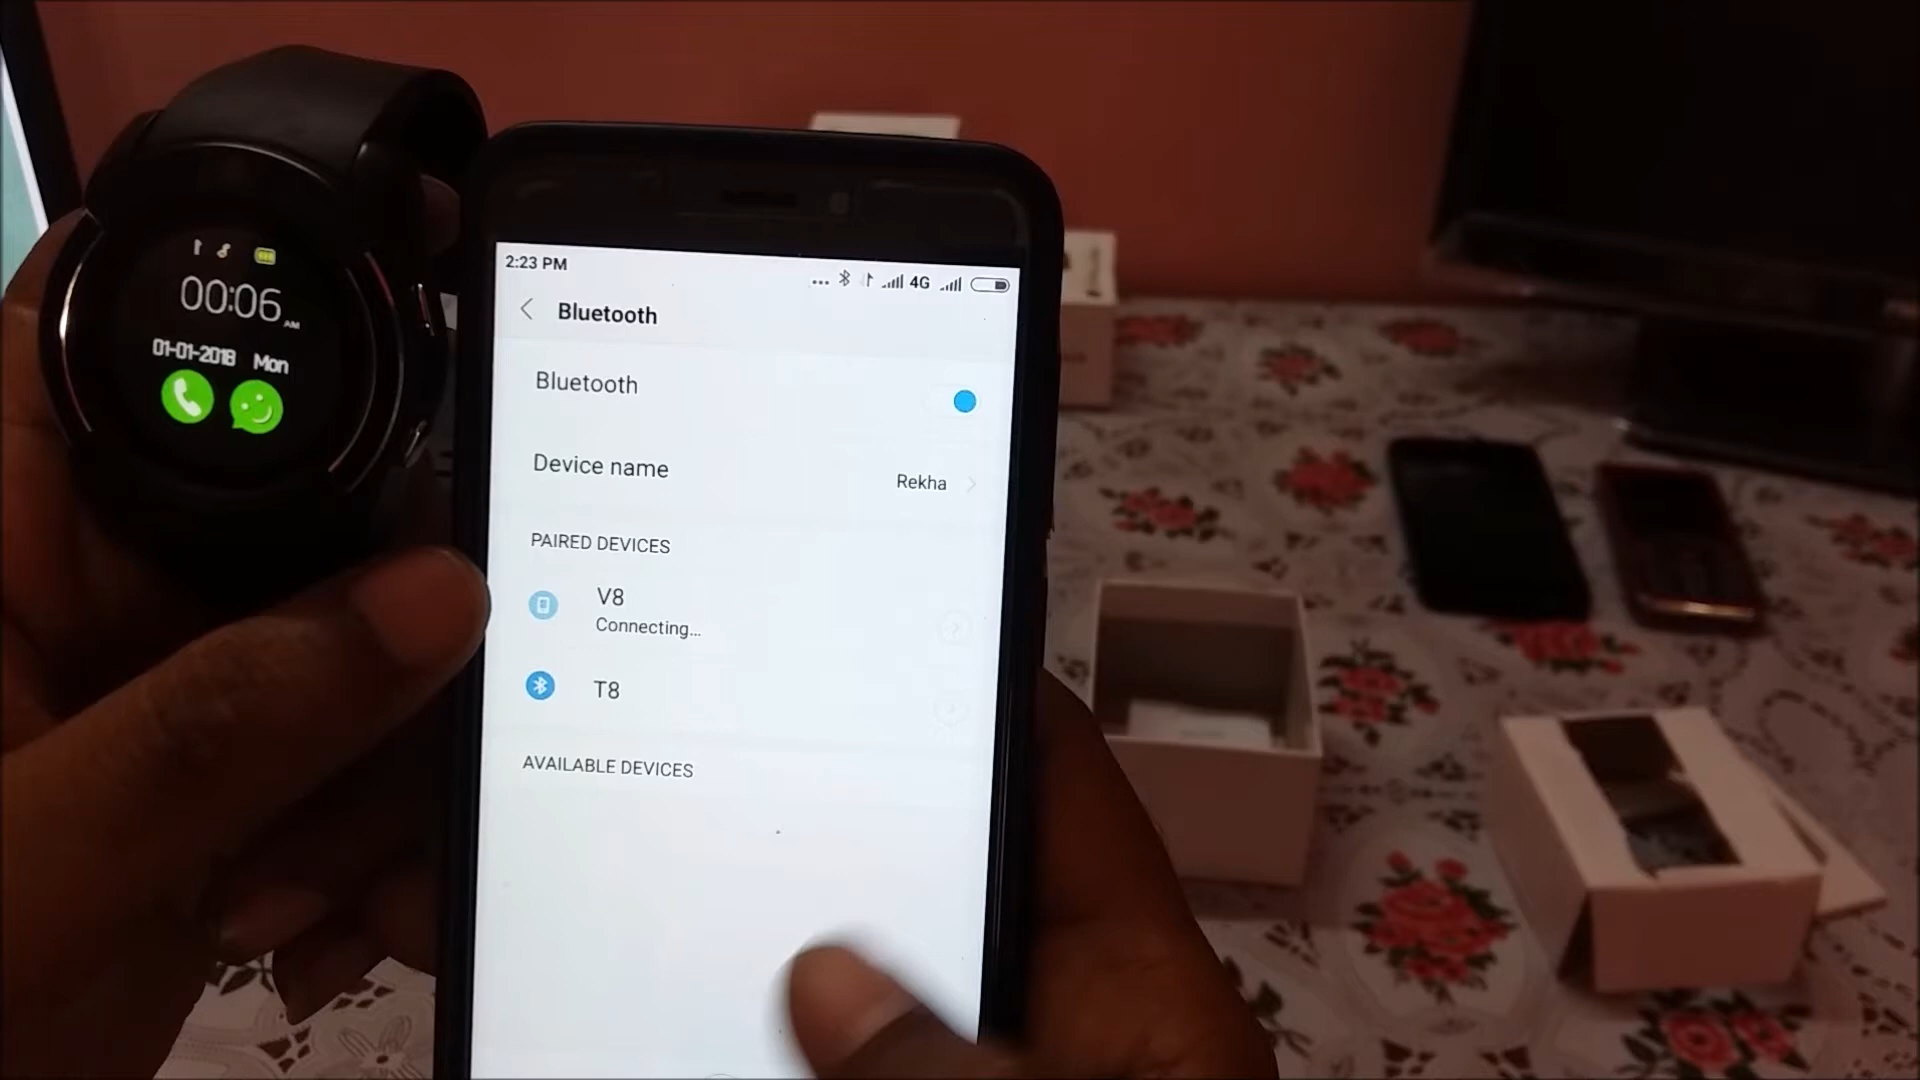 00:06 AM
01-01-2018 Mon
2:23 PM
4G
Bluetooth
Bluetooth
Device name
Rekha
PAIRED DEVICES
V8
Connecting...
T8
AVAILABLE DEVICES